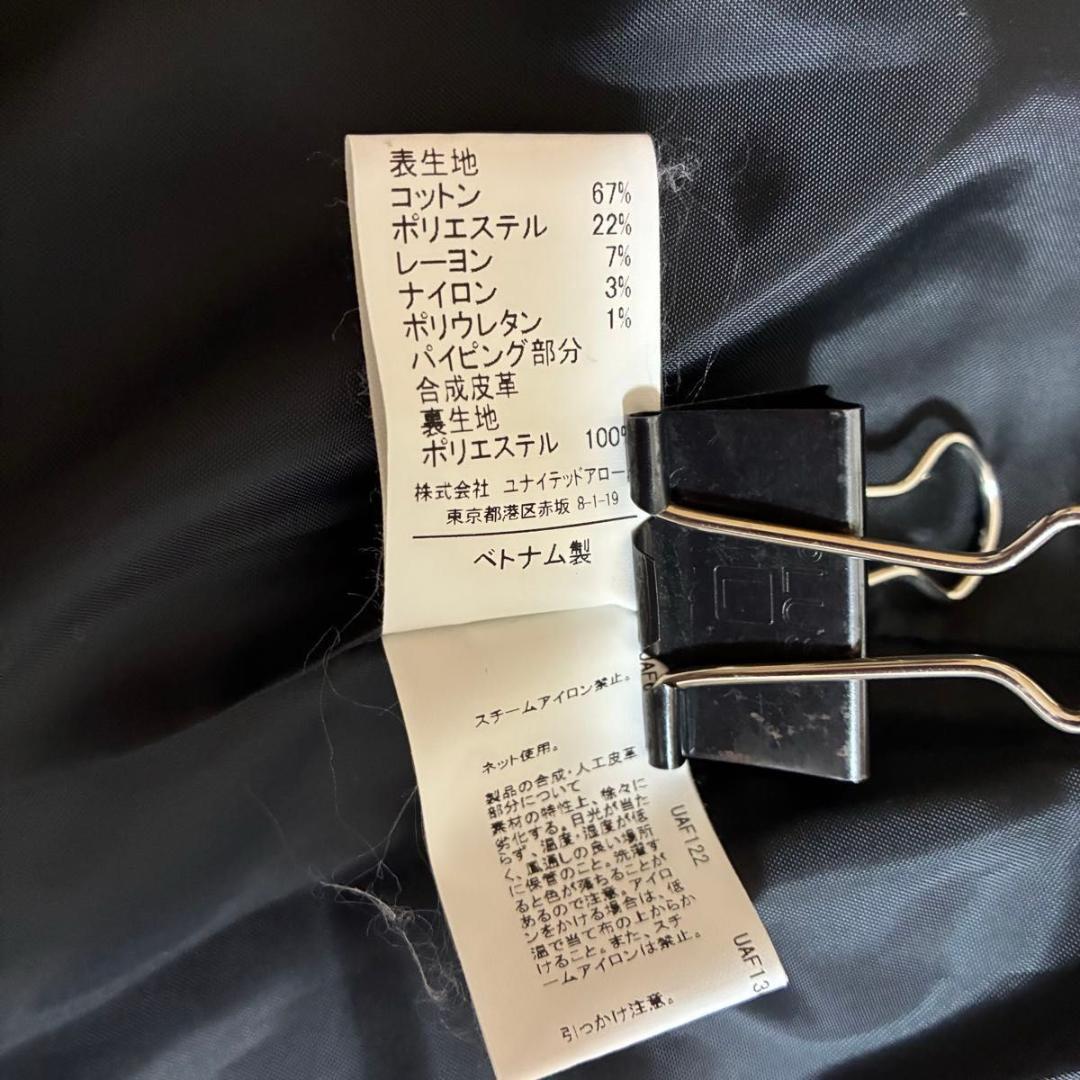 表生地
コットン 67%
ポリエステル 22%
レーヨン 7%
ナイロン 3%
ポリウレタン 1%
パイピング部分
合成皮革
裏生地
ポリエステル 100%
株式会社 ユナイテッドアロー
東京都港区赤坂 8-1-19
ベトナム製
スチームアイロン禁止。
ネット使用。
製品の合成・人工皮革
部分について
素材の特性上、徐々に
劣化する。日光が当た
らず、温度・湿度が低
く、風通しの良い場所
に保管のこと。洗濯す
ると色が落ちることが
あるので注意。アイロ
ンをかける場合は、低
温で当て布の上からか
けること。また、スチ
ームアイロンは禁止。
引っかけ注意。
UAF122
UAF13